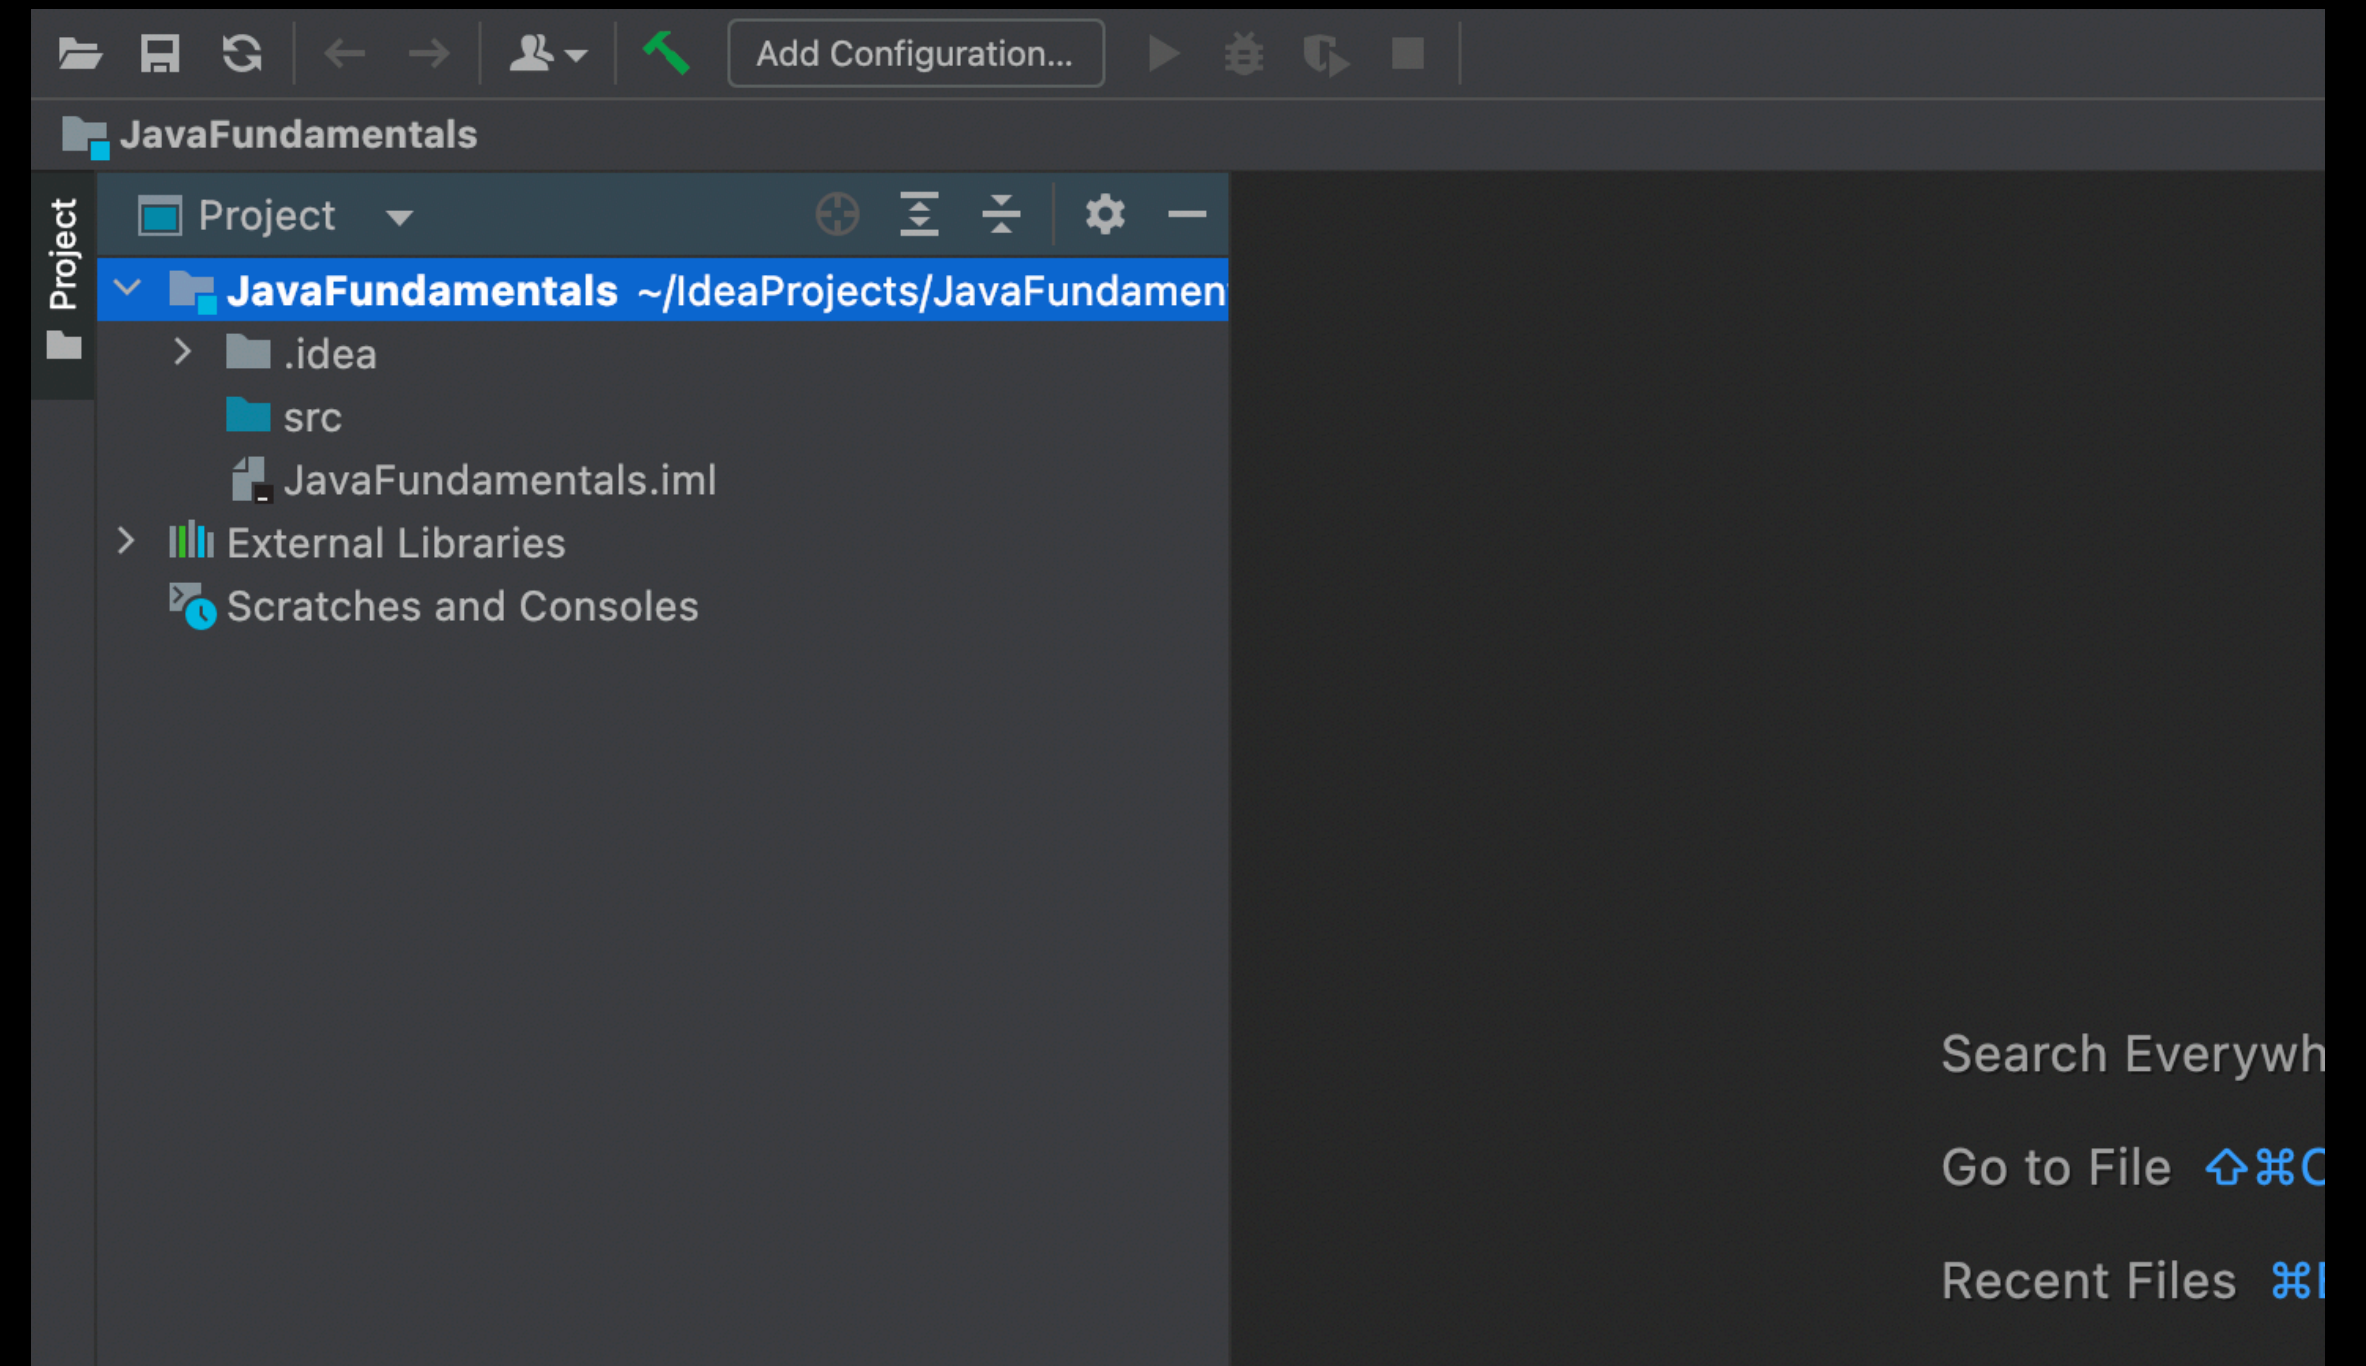 Add Configuration...
JavaFundamentals
Project
Project
JavaFundamentals ~/IdeaProjects/JavaFundamen
.idea
src
JavaFundamentals.iml
External Libraries
Scratches and Consoles
Search Everywh
Go to File ⇧⌘
Recent Files ⌘